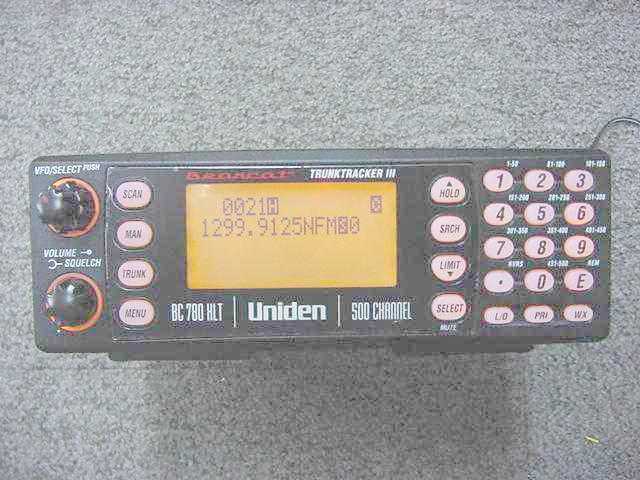 VFO/SELECT PUSH
Bearcat TRUNKTRACKER III
SCAN
MAN
TRUNK
MENU
VOLUME
SQUELCH
0021H C
1299.9125NFMS0
BC 780 XLT Uniden 500 CHANNEL
HOLD
SRCH
LIMIT
SELECT
MUTE
1-50 51-100 101-150
1 2 3
151-200 201-250 251-300
4 5 6
301-350 351-400 401-450
7 8 9
451-500
. 0 E
L/O PRI WX